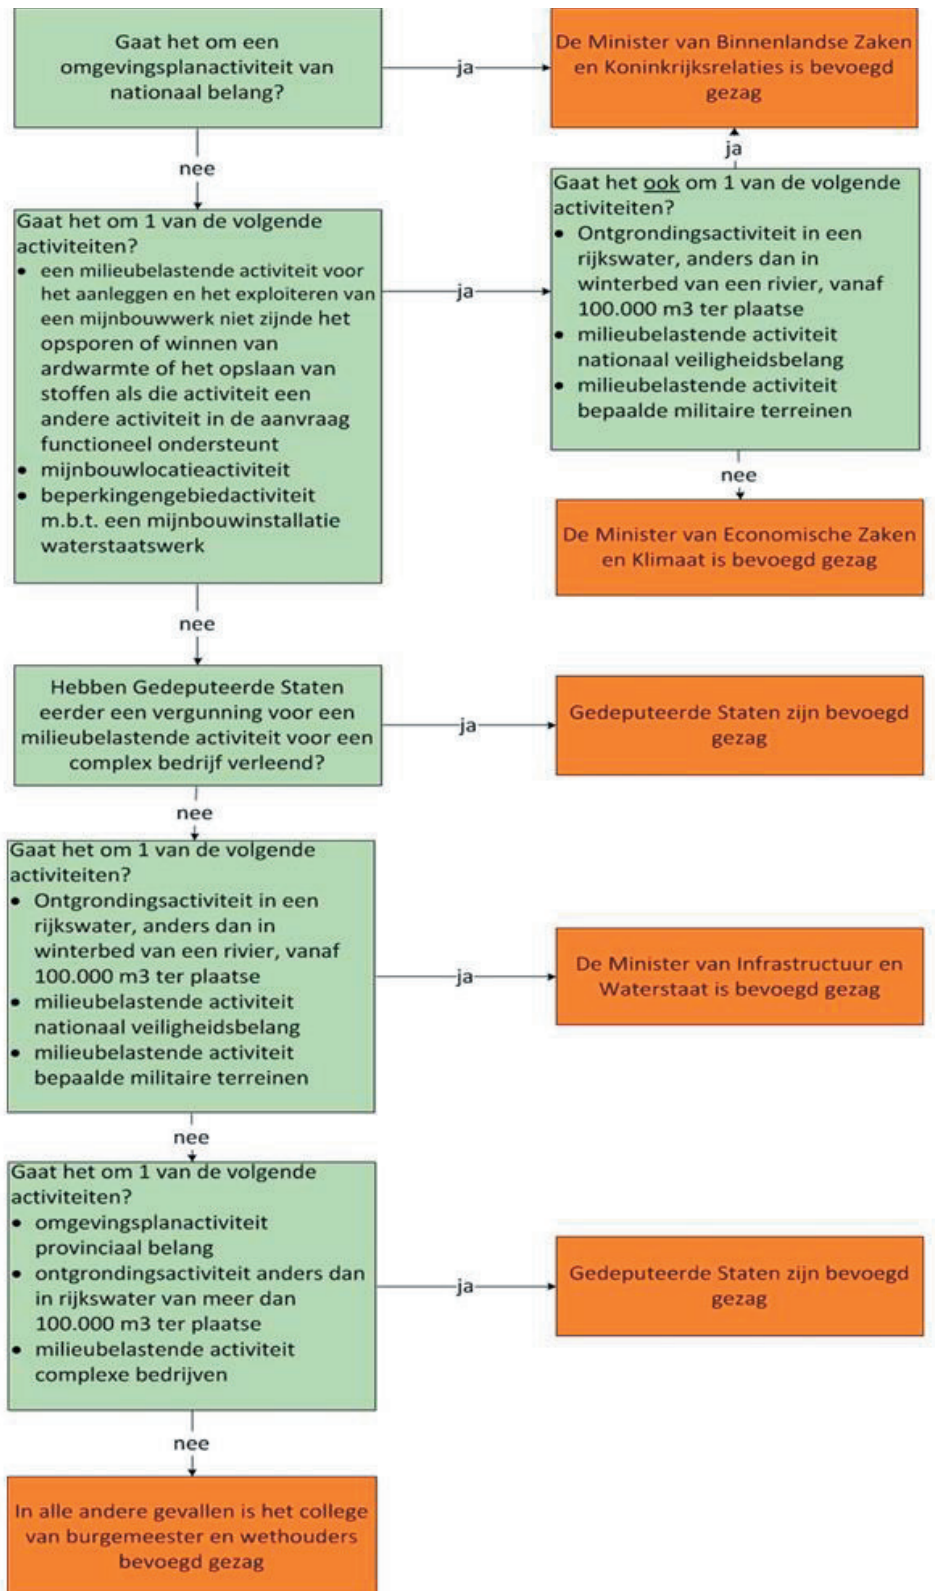 Gaat het om een
omgevingsplanactiviteit van
nationaal belang?
ja
De Minister van Binnenlandse Zaken
en Koninkrijksrelaties is bevoegd
gezag
nee
ja
Gaat het om 1 van de volgende
activiteiten?
• een milieubelastende activiteit voor
het aanleggen en het exploiteren van
een mijnbouwwerk niet zijnde het
opsporen of winnen van
ardwarmte of het opslaan van
stoffen als die activiteit een
andere activiteit in de aanvraag
functioneel ondersteunt
• mijnbouwlocatieactiviteit
• beperkingengebiedactiviteit
m.b.t. een mijnbouwinstallatie
waterstaatswerk
ja
Gaat het ook om 1 van de volgende
activiteiten?
• Ontgrondingsactiviteit in een
rijkswater, anders dan in
winterbed van een rivier, vanaf
100.000 m3 ter plaatse
• milieubelastende activiteit
nationaal veiligheidsbelang
• milieubelastende activiteit
bepaalde militaire terreinen
nee
De Minister van Economische Zaken
en Klimaat is bevoegd gezag
nee
Hebben Gedeputeerde Staten
eerder een vergunning voor een
milieubelastende activiteit voor een
complex bedrijf verleend?
ja
Gedeputeerde Staten zijn bevoegd
gezag
nee
Gaat het om 1 van de volgende
activiteiten?
• Ontgrondingsactiviteit in een
rijkswater, anders dan in
winterbed van een rivier, vanaf
100.000 m3 ter plaatse
• milieubelastende activiteit
nationaal veiligheidsbelang
• milieubelastende activiteit
bepaalde militaire terreinen
ja
De Minister van Infrastructuur en
Waterstaat is bevoegd gezag
nee
Gaat het om 1 van de volgende
activiteiten?
• omgevingsplanactiviteit
provinciaal belang
• ontgrondingsactiviteit anders dan
in rijkswater van meer dan
100.000 m3 ter plaatse
• milieubelastende activiteit
complexe bedrijven
ja
Gedeputeerde Staten zijn bevoegd
gezag
nee
In alle andere gevallen is het college
van burgemeester en wethouders
bevoegd gezag